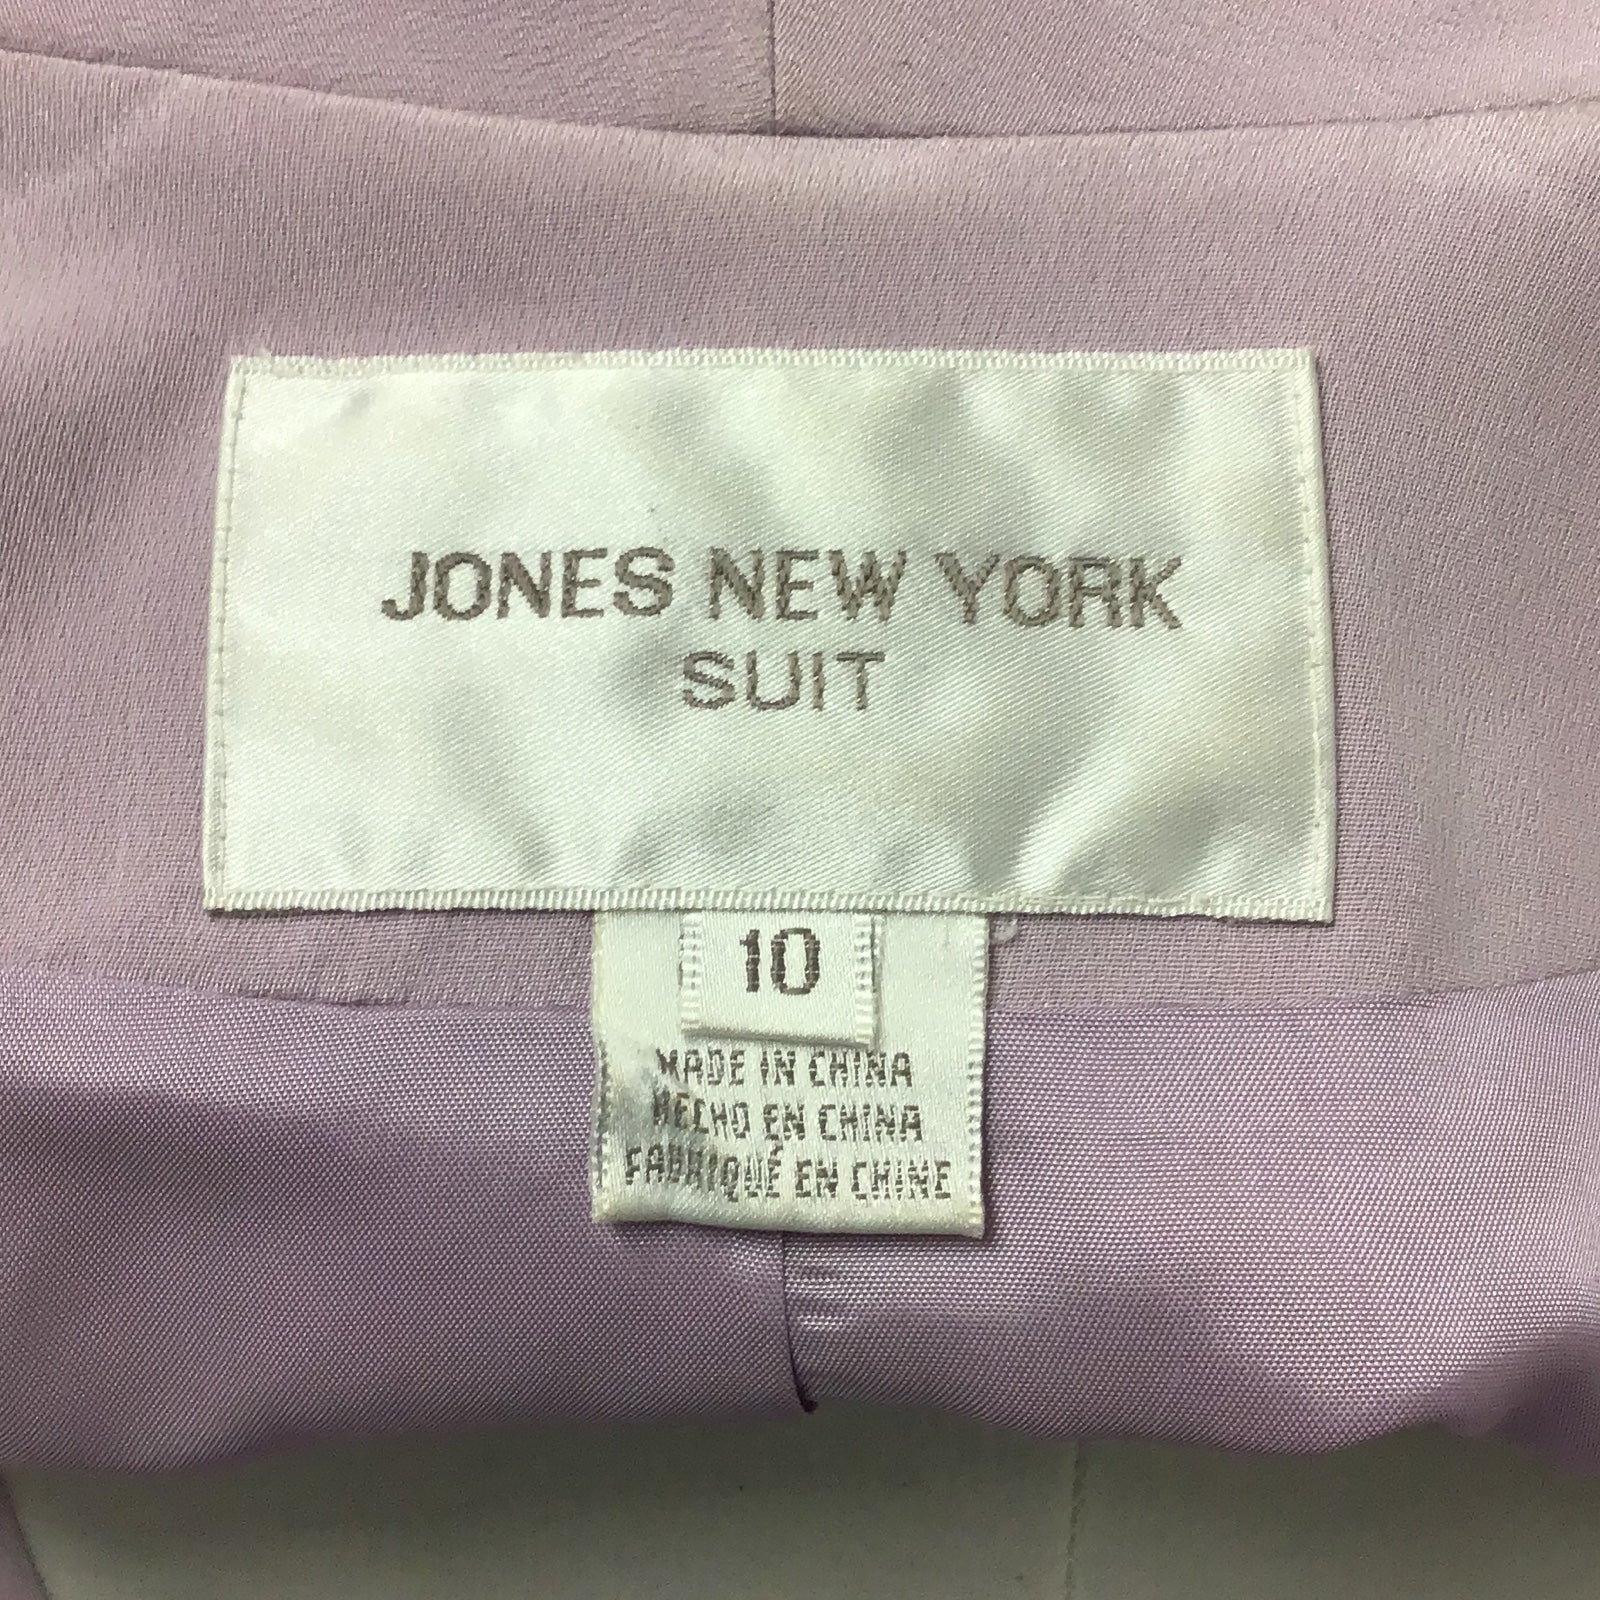 JONES NEW YORK
SUIT
10
MADE IN CHINA
HECHO EN CHINA
FABRIQUÉ EN CHINE